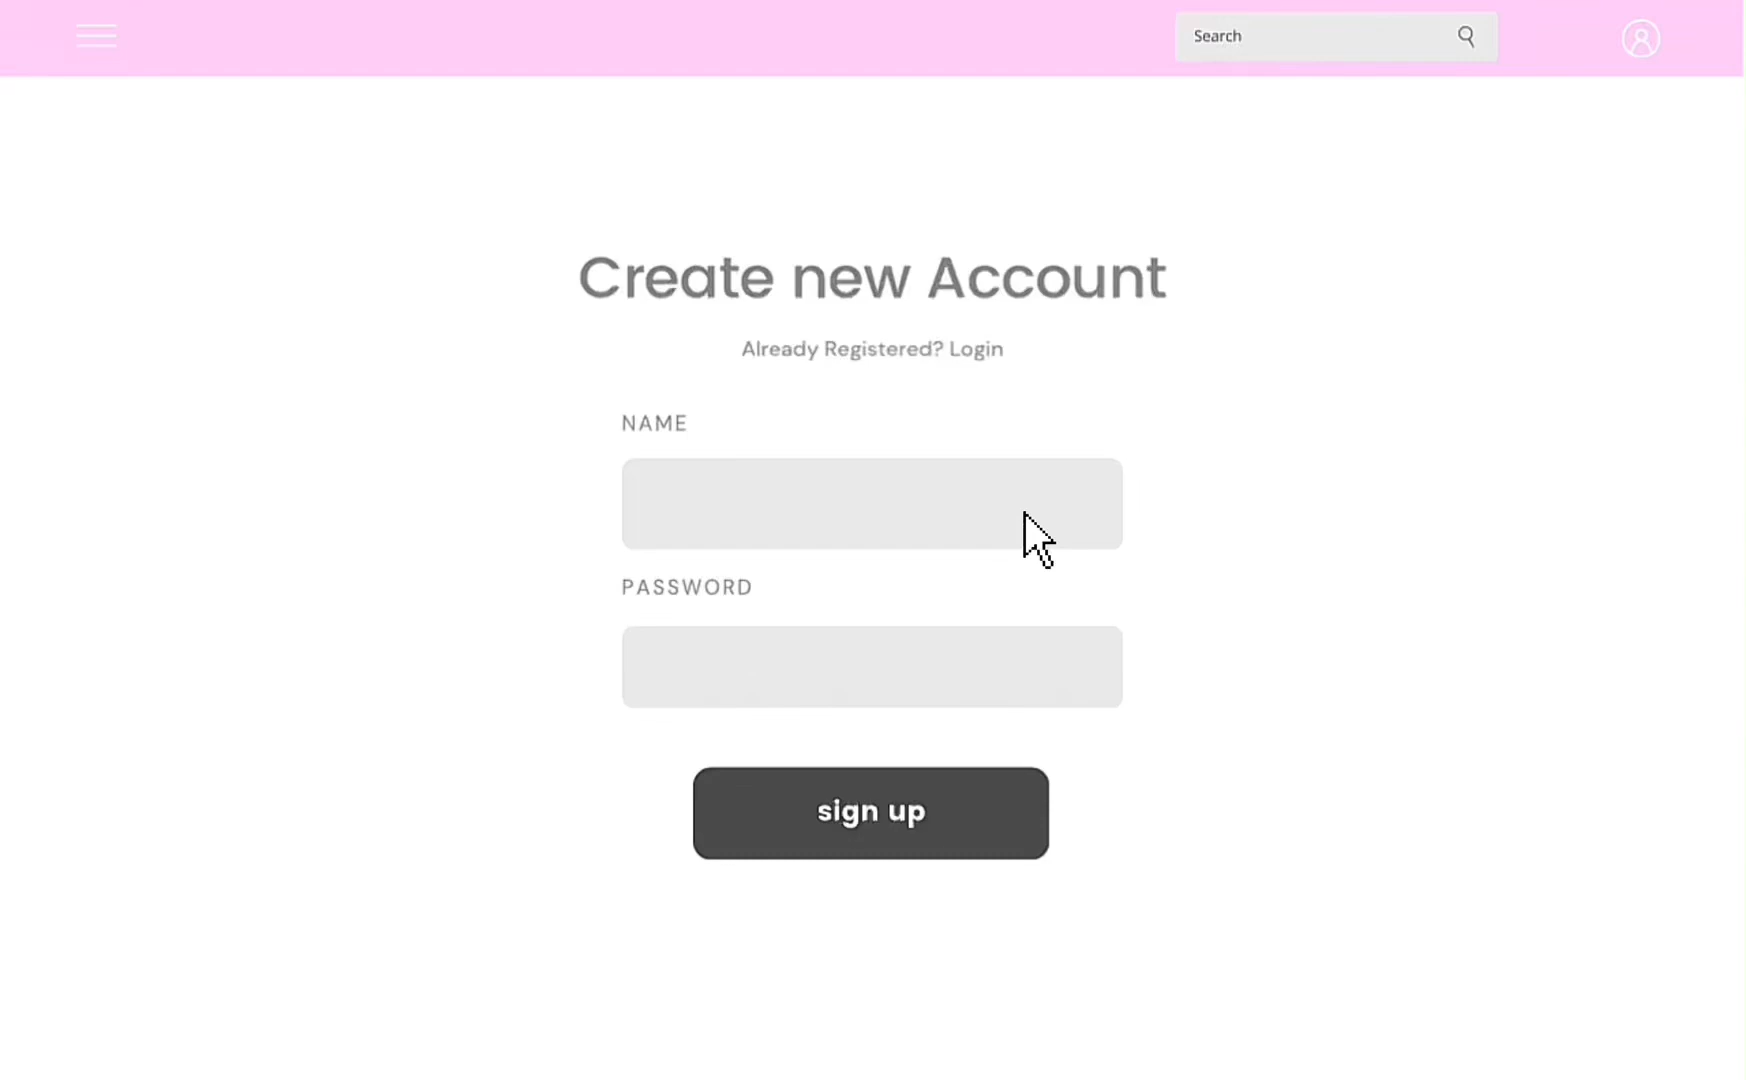 Search
Create new Account
Already Registered? Login
NAME
PASSWORD
sign up